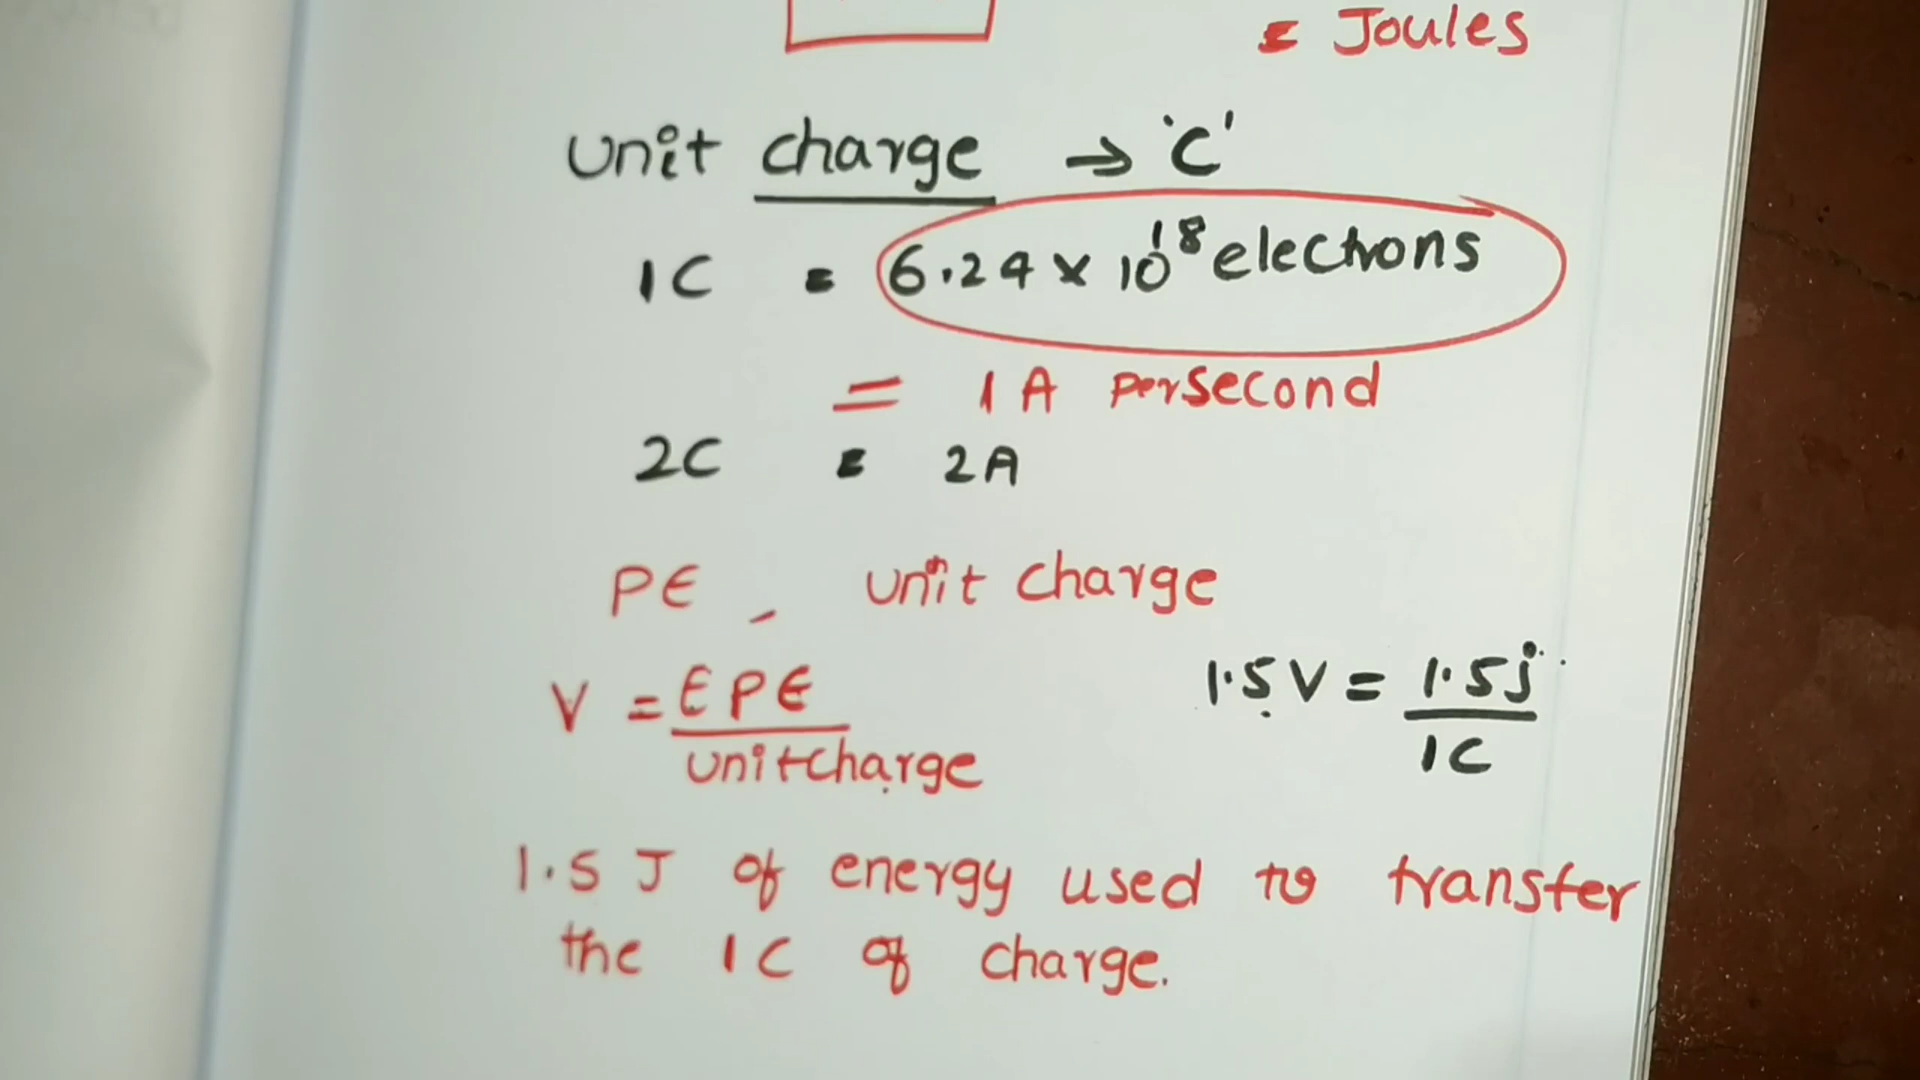 = Joules
Unit charge → 'C'
1C = 6.24 x 10^18 electrons
= 1 A persecond
2C = 2A
PE - unit charge
V = EPE / unitcharge
1.5V = 1.5j / 1C
1.5 J of energy used to transfer
the 1C of charge.